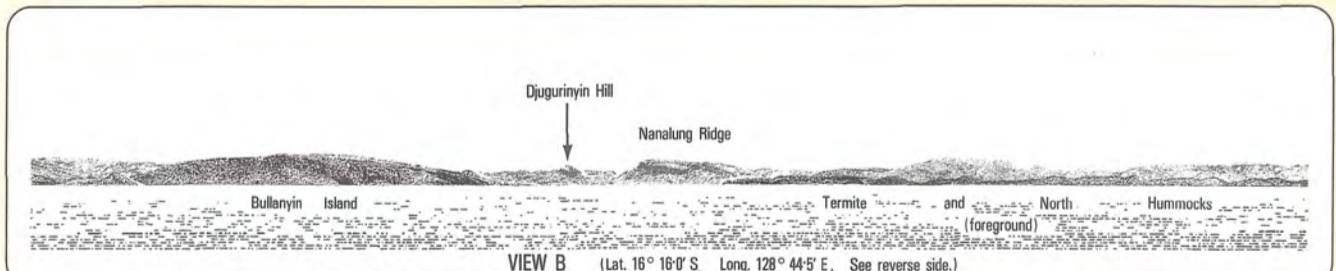 Djugurinyin Hill
Nanalung Ridge
Bullanyin Island Termite and North Hummocks
(foreground)
VIEW B (Lat. 16° 16·0' S Long. 128° 44·5' E. See reverse side.)